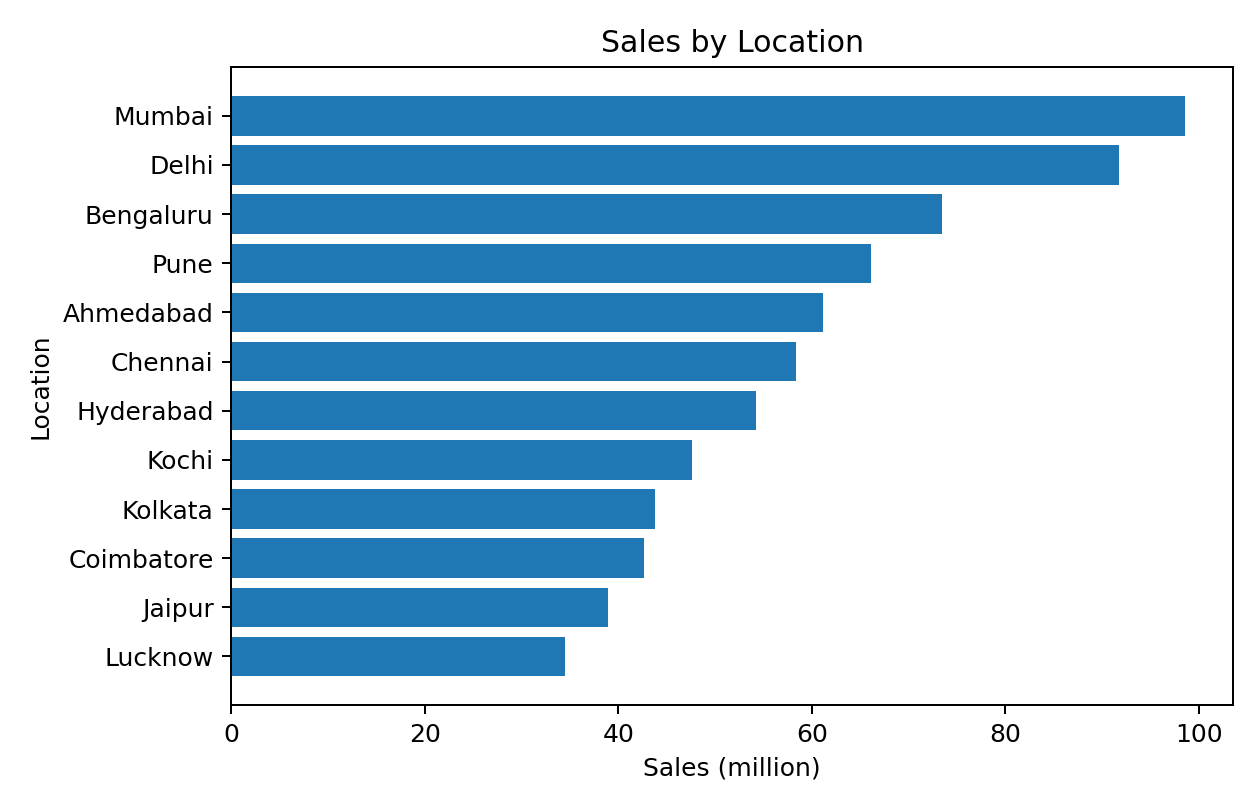 Sales by Location
Mumbai
Delhi
Bengaluru
Pune
Ahmedabad
Chennai
Hyderabad
Kochi
Kolkata
Coimbatore
Jaipur
Lucknow
Location
0 20 40 60 80 100
Sales (million)